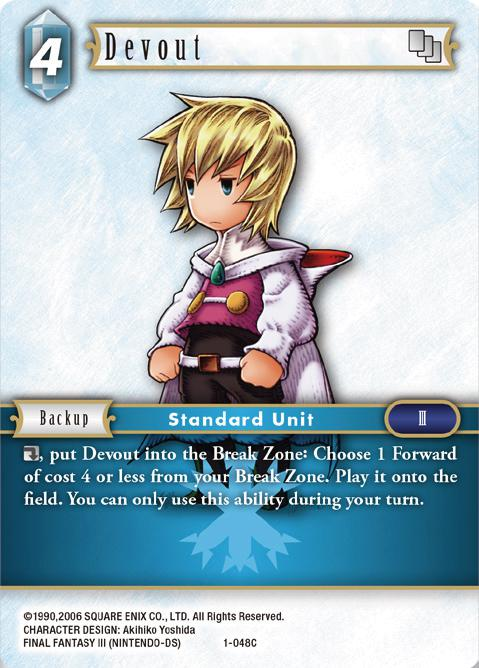 4
Devout
Backup
Standard Unit
III
, put Devout into the Break Zone: Choose 1 Forward
of cost 4 or less from your Break Zone. Play it onto the
field. You can only use this ability during your turn.
©1990,2006 SQUARE ENIX CO., LTD. All Rights Reserved.
CHARACTER DESIGN: Akihiko Yoshida
FINAL FANTASY III (NINTENDO-DS)
1-048C